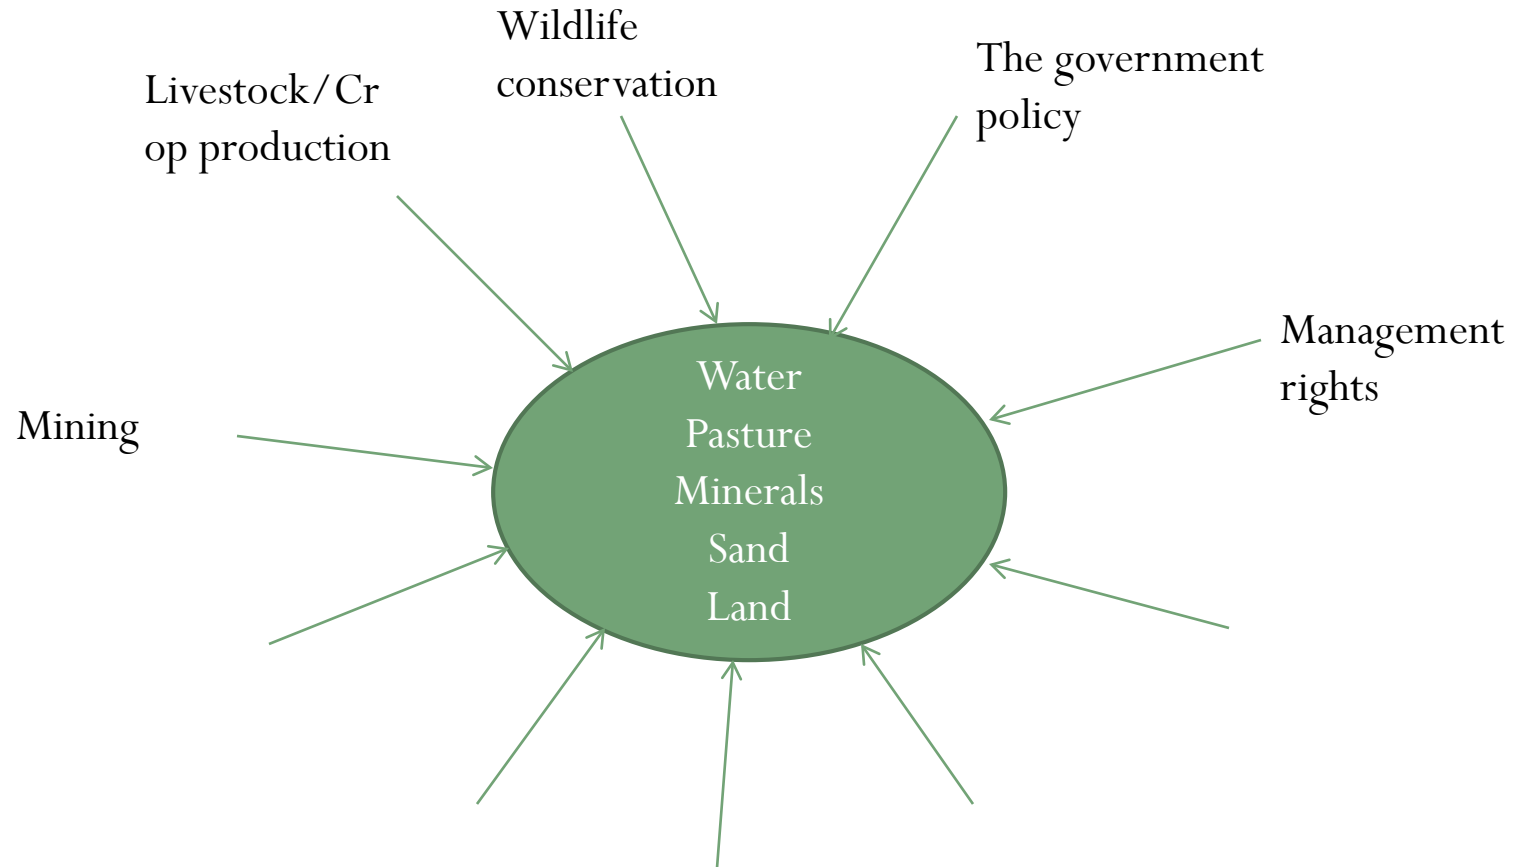 Wildlife
conservation
The government
policy
Livestock/Cr
op production
Management
rights
Mining
Water
Pasture
Minerals
Sand
Land